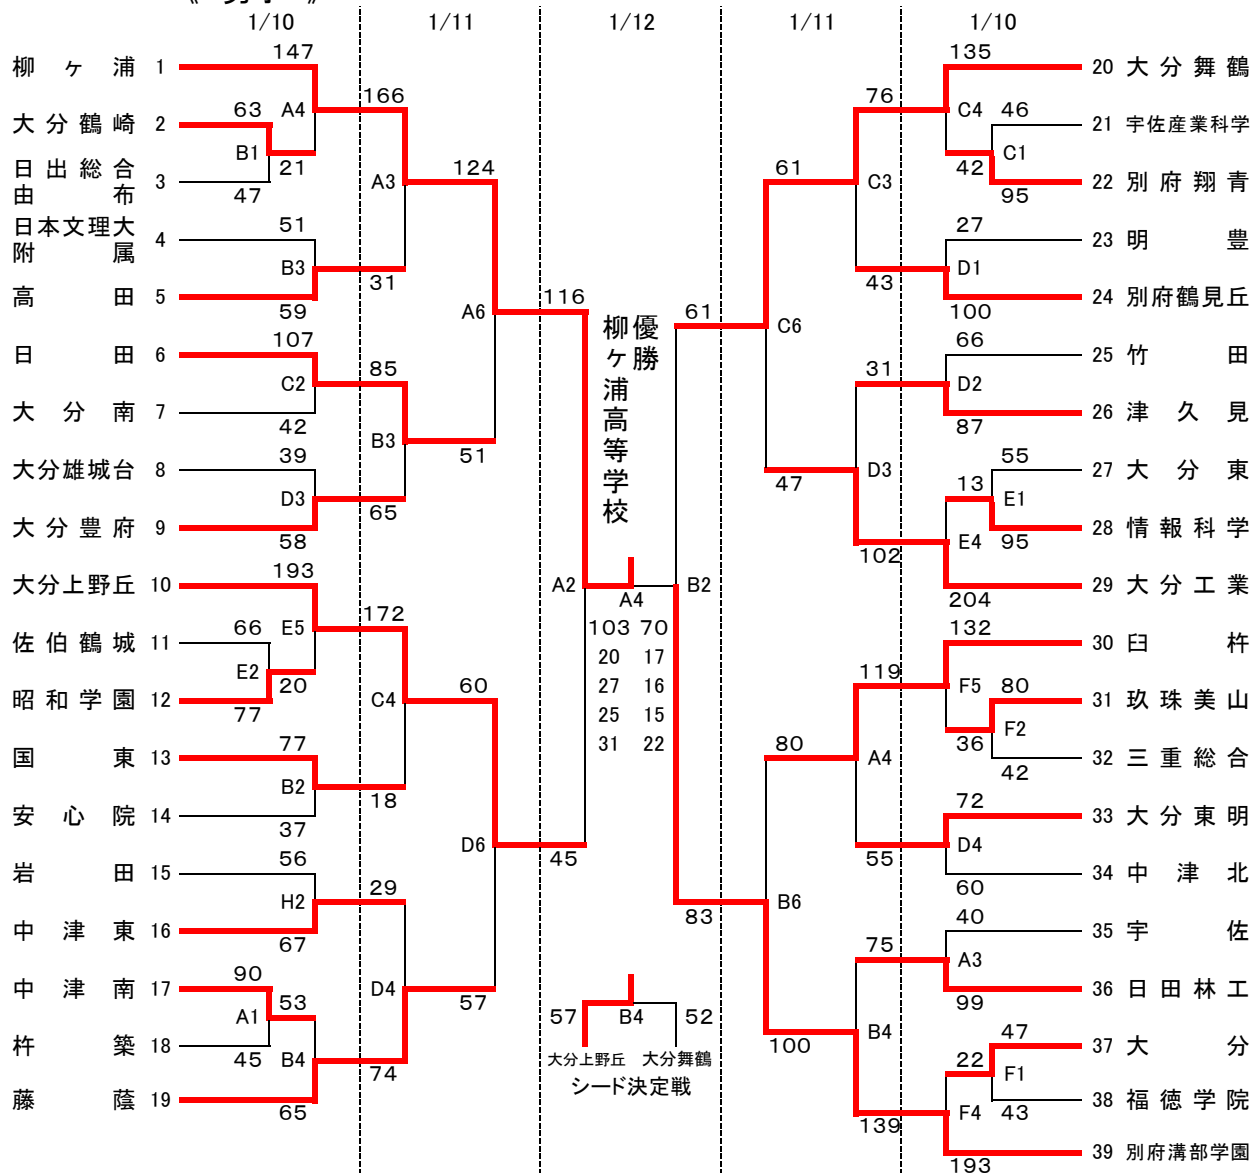 1/10 1/11 1/12 1/11 1/10
柳ヶ浦 1 147
大分鶴崎 2 63 A4 166
B1
日出総合
由布 3 47 21 A3 124
日本文理大
附属 4 51
B3
高田 5 59 31 A6 116
日田 6 107
C2 85
大分南 7 42 B3
大分雄城台 8 39 51
D3 65
大分豊府 9 58
大分上野丘 10 193 A2
E5 172
佐伯鶴城 11 66
E2 20 C4 60
昭和学園 12 77
国東 13 77
B2 18
安心院 14 37 D6 45
岩田 15 56
H2 29
中津東 16 67
中津南 17 90 D4 57
A1 53
杵築 18 45 B4
藤蔭 19 65 74
優勝
柳ヶ浦高等学校
A4
103 70
20 17
27 16
25 15
31 22
57 B4 52
大分上野丘 大分舞鶴
シード決定戦
135 20 大分舞鶴
76 C4 46 21 宇佐産業科学
C1
61 C3 42 95 22 別府翔青
27 23 明豊
D1
61 C6 43 100 24 別府鶴見丘
66 25 竹田
31 D2
87 26 津久見
D3 55 27 大分東
47 13 E1
95 28 情報科学
102 E4
204 29 大分工業
B2 132 30 臼杵
119 F5 80 31 玖珠美山
F2
80 A4 36 42 32 三重総合
72 33 大分東明
D4
55 60 34 中津北
83 B6 40 35 宇佐
75 A3
99 36 日田林工
100 B4 47 37 大分
22 F1
43 38 福徳学院
139 F4
193 39 別府溝部学園